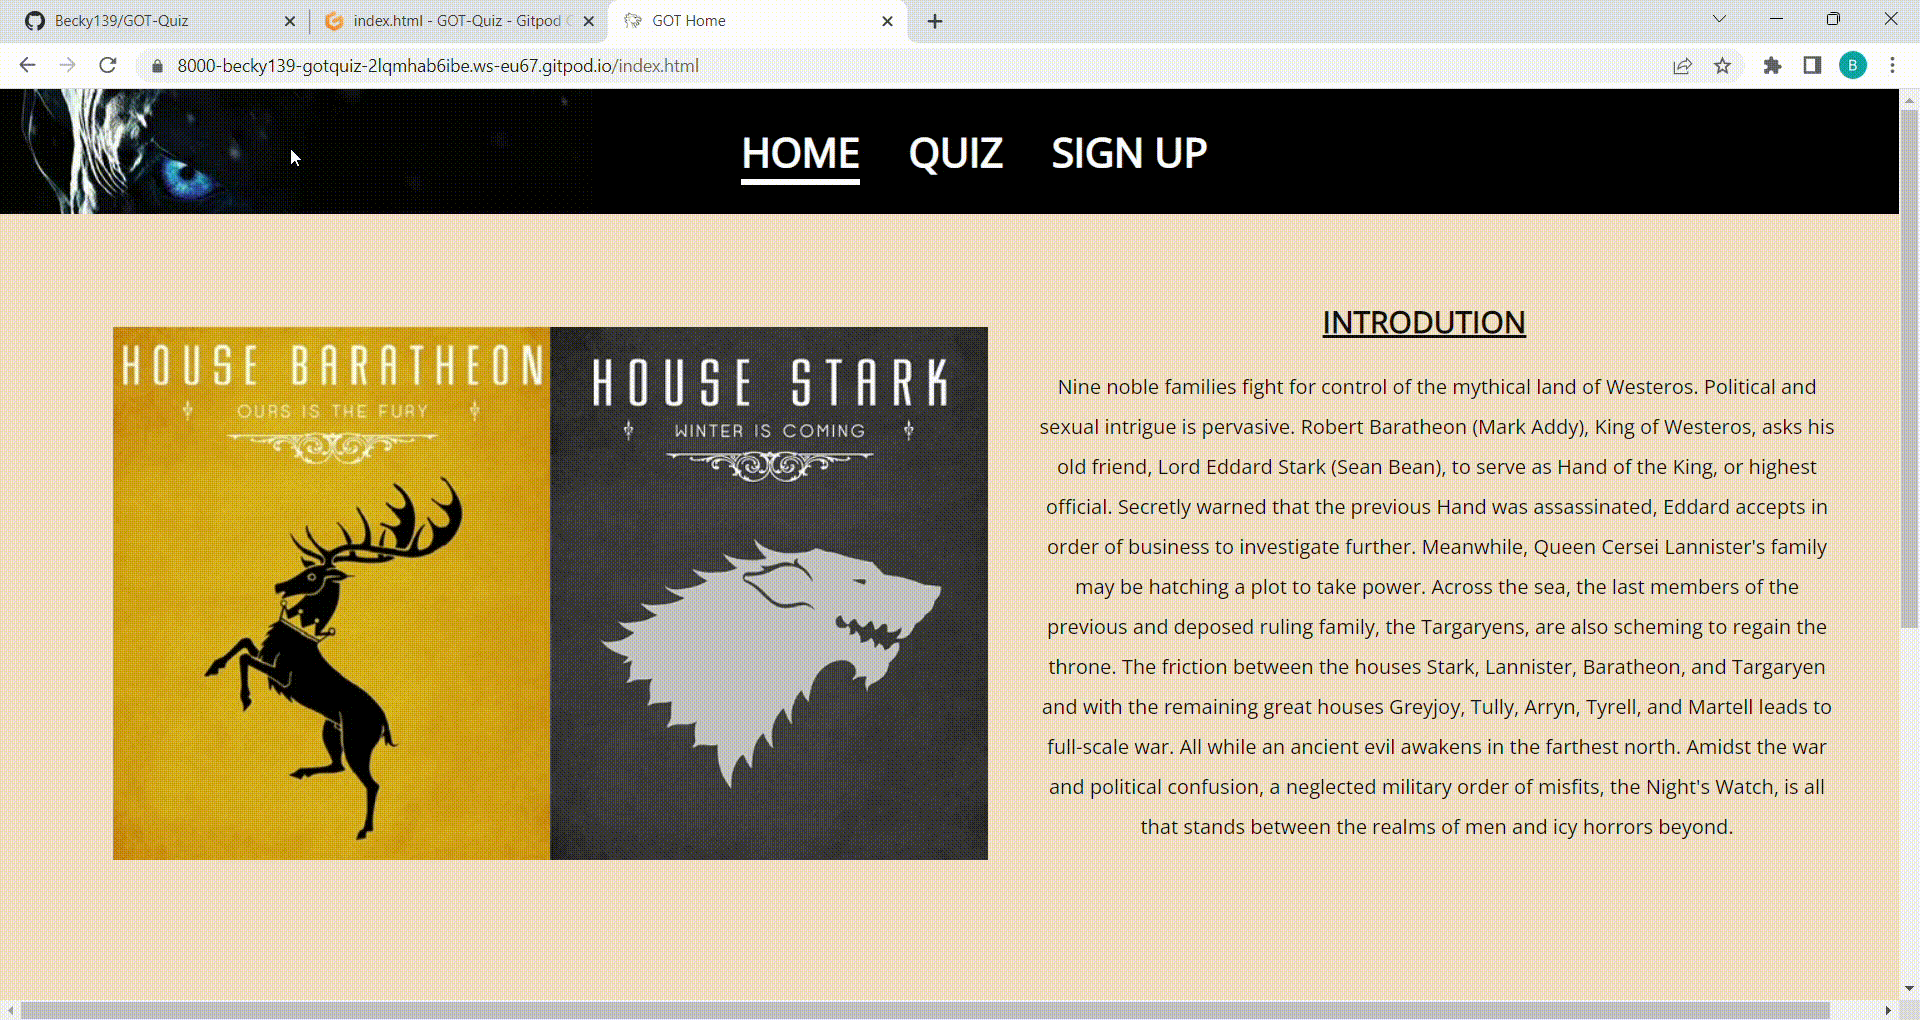 Becky139/GOT-Quiz
index.html - GOT-Quiz - Gitpod
GOT Home
8000-becky139-gotquiz-2lqmhab6ibe.ws-eu67.gitpod.io/index.html
B
HOME QUIZ SIGN UP
HOUSE BARATHEON
OURS IS THE FURY
HOUSE STARK
WINTER IS COMING
INTRODUTION
Nine noble families fight for control of the mythical land of Westeros. Political and
sexual intrigue is pervasive. Robert Baratheon (Mark Addy), King of Westeros, asks his
old friend, Lord Eddard Stark (Sean Bean), to serve as Hand of the King, or highest
official. Secretly warned that the previous Hand was assassinated, Eddard accepts in
order of business to investigate further. Meanwhile, Queen Cersei Lannister's family
may be hatching a plot to take power. Across the sea, the last members of the
previous and deposed ruling family, the Targaryens, are also scheming to regain the
throne. The friction between the houses Stark, Lannister, Baratheon, and Targaryen
and with the remaining great houses Greyjoy, Tully, Arryn, Tyrell, and Martell leads to
full-scale war. All while an ancient evil awakens in the farthest north. Amidst the war
and political confusion, a neglected military order of misfits, the Night's Watch, is all
that stands between the realms of men and icy horrors beyond.